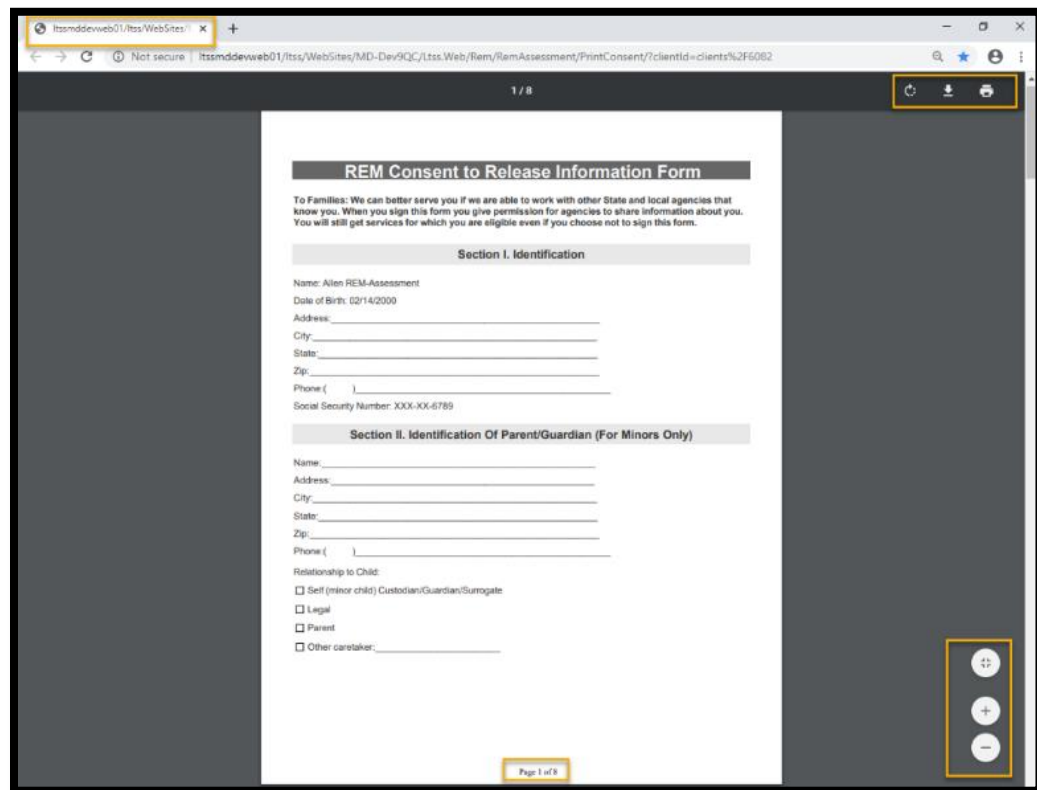 ltssmddevweb01/ltss/WebSites/
Not secure | ltssmddevweb01/ltss/WebSites/MD-Dev9QC/Ltss.Web/Rem/RemAssessment/PrintConsent/?clientId=clients%2F6082
1 / 8
REM Consent to Release Information Form
To Families: We can better serve you if we are able to work with other State and local agencies that
know you. When you sign this form you give permission for agencies to share information about you.
You will still get services for which you are eligible even if you choose not to sign this form.
Section I. Identification
Name: Allen REM-Assessment
Date of Birth: 02/14/2000
Address:
City:
State:
Zip:
Phone:( )
Social Security Number: XXX-XX-6789
Section II. Identification Of Parent/Guardian (For Minors Only)
Name:
Address:
City:
State:
Zip:
Phone:( )
Relationship to Child:
Self (minor child) Custodian/Guardian/Surrogate
Legal
Parent
Other caretaker:
Page 1 of 8